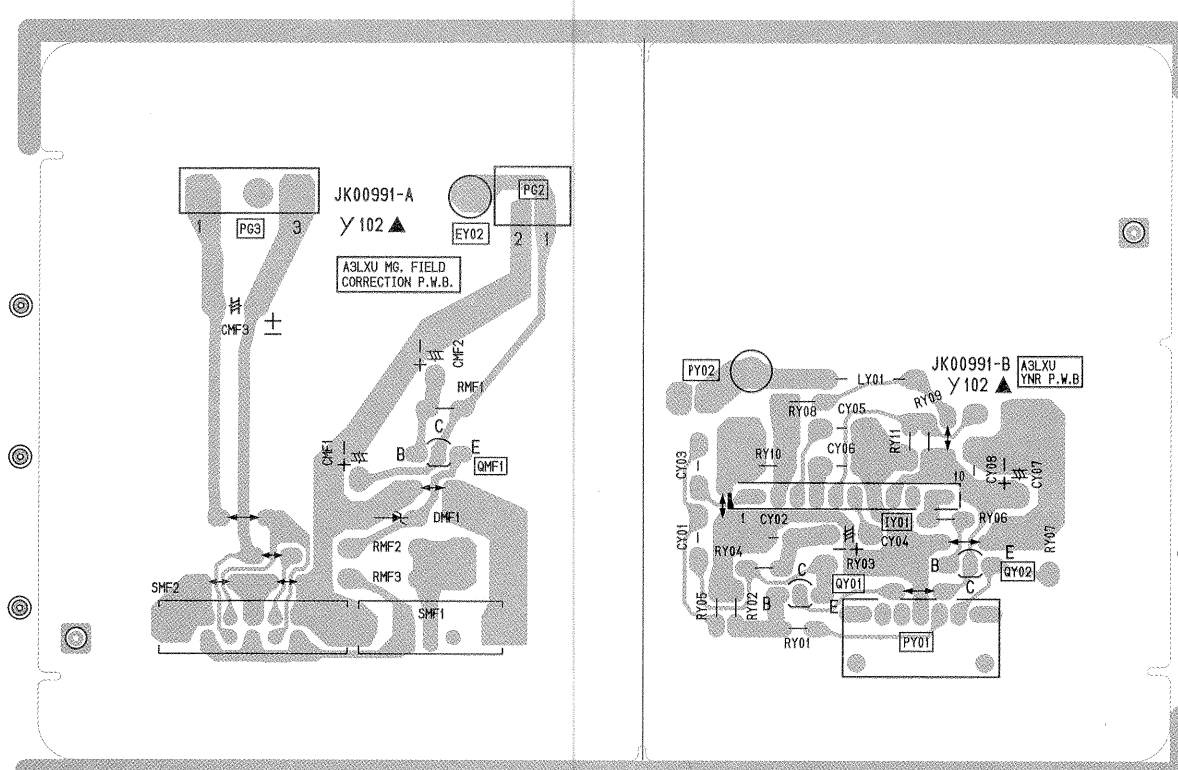 JK00991-A
Y 102 ▲
PG3
1
3
EY02
PG2
2
1
A3LXU MG. FIELD
CORRECTION P.W.B.
CMF3
CMF2
RMF1
CMF1
B
C
E
QMF1
DMF1
RMF2
RMF3
SMF2
SMF1
PY02
LY01
JK00991-B
Y 102 ▲
A3LXU
YNR P.W.B
RY09
RY08
CY05
RY11
CY03
RY10
CY06
10
CY08
CY07
1
CY02
IY01
RY06
CY01
RY04
RY03
CY04
RY07
C
QY01
B
E
QY02
C
B
E
RY05
RY02
RY01
PY01